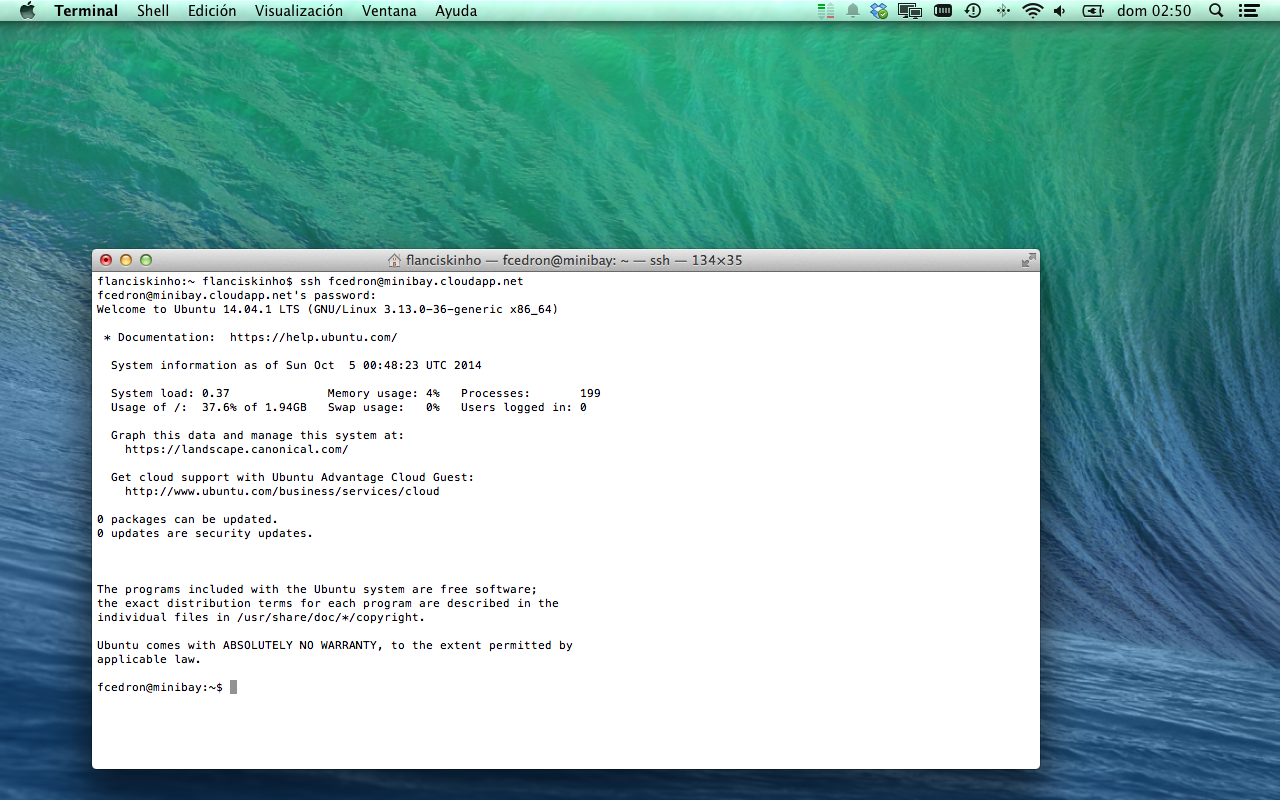 Terminal Shell Edición Visualización Ventana Ayuda dom 02:50
flanciskinho — fcedron@minibay: ~ — ssh — 134×35
flanciskinho:~ flanciskinho$ ssh fcedron@minibay.cloudapp.net
fcedron@minibay.cloudapp.net's password:
Welcome to Ubuntu 14.04.1 LTS (GNU/Linux 3.13.0-36-generic x86_64)
* Documentation:  https://help.ubuntu.com/
System information as of Sun Oct  5 00:48:23 UTC 2014
System load: 0.37              Memory usage: 4%   Processes:       199
Usage of /:  37.6% of 1.94GB   Swap usage:   0%   Users logged in: 0
Graph this data and manage this system at:
https://landscape.canonical.com/
Get cloud support with Ubuntu Advantage Cloud Guest:
http://www.ubuntu.com/business/services/cloud
0 packages can be updated.
0 updates are security updates.
The programs included with the Ubuntu system are free software;
the exact distribution terms for each program are described in the
individual files in /usr/share/doc/*/copyright.
Ubuntu comes with ABSOLUTELY NO WARRANTY, to the extent permitted by
applicable law.
fcedron@minibay:~$